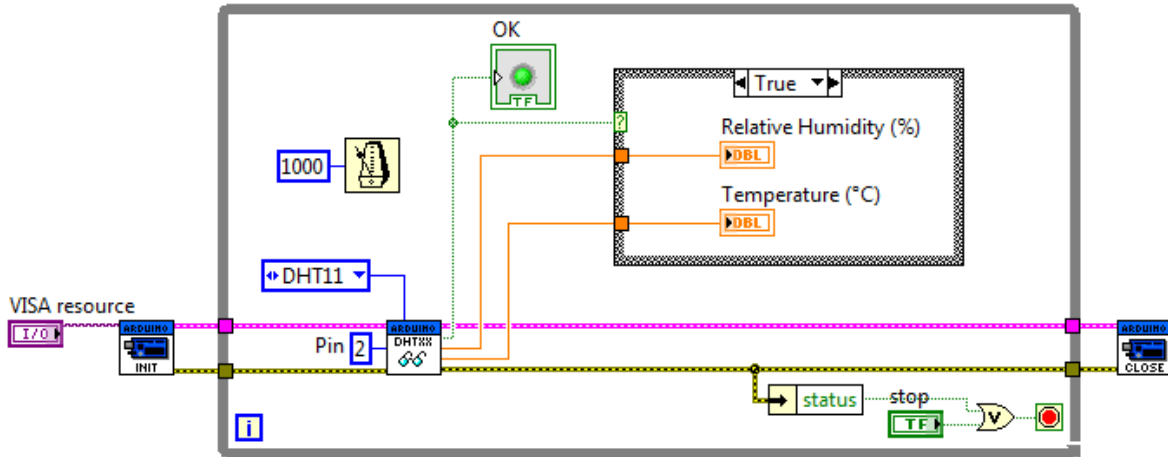 OK
TF
True
?
Relative Humidity (%)
DBL
1000
Temperature (°C)
DBL
DHT11
VISA resource
I/O
ARDUINO
INIT
Pin
2
ARDUINO
DHTXX
ARDUINO
CLOSE
status
stop
TF
V
i